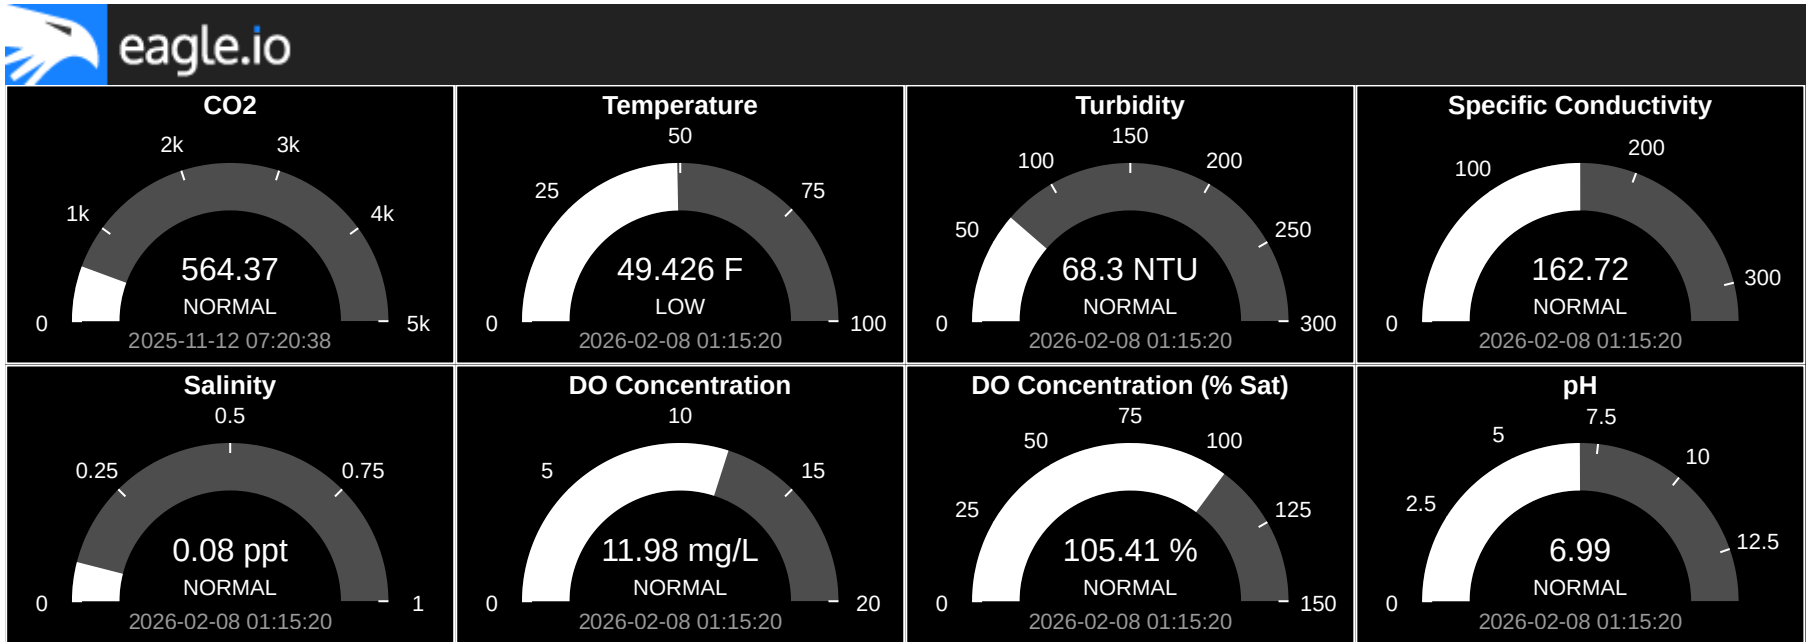 eagle.io
CO2
0
1k
2k
3k
4k
5k
564.37
NORMAL
2025-11-12 07:20:38
Temperature
0
25
50
75
100
49.426 F
LOW
2026-02-08 01:15:20
Turbidity
0
50
100
150
200
250
300
68.3 NTU
NORMAL
2026-02-08 01:15:20
Specific Conductivity
0
100
200
300
162.72
NORMAL
2026-02-08 01:15:20
Salinity
0
0.25
0.5
0.75
1
0.08 ppt
NORMAL
2026-02-08 01:15:20
DO Concentration
0
5
10
15
20
11.98 mg/L
NORMAL
2026-02-08 01:15:20
DO Concentration (% Sat)
0
25
50
75
100
125
150
105.41 %
NORMAL
2026-02-08 01:15:20
pH
0
2.5
5
7.5
10
12.5
6.99
NORMAL
2026-02-08 01:15:20